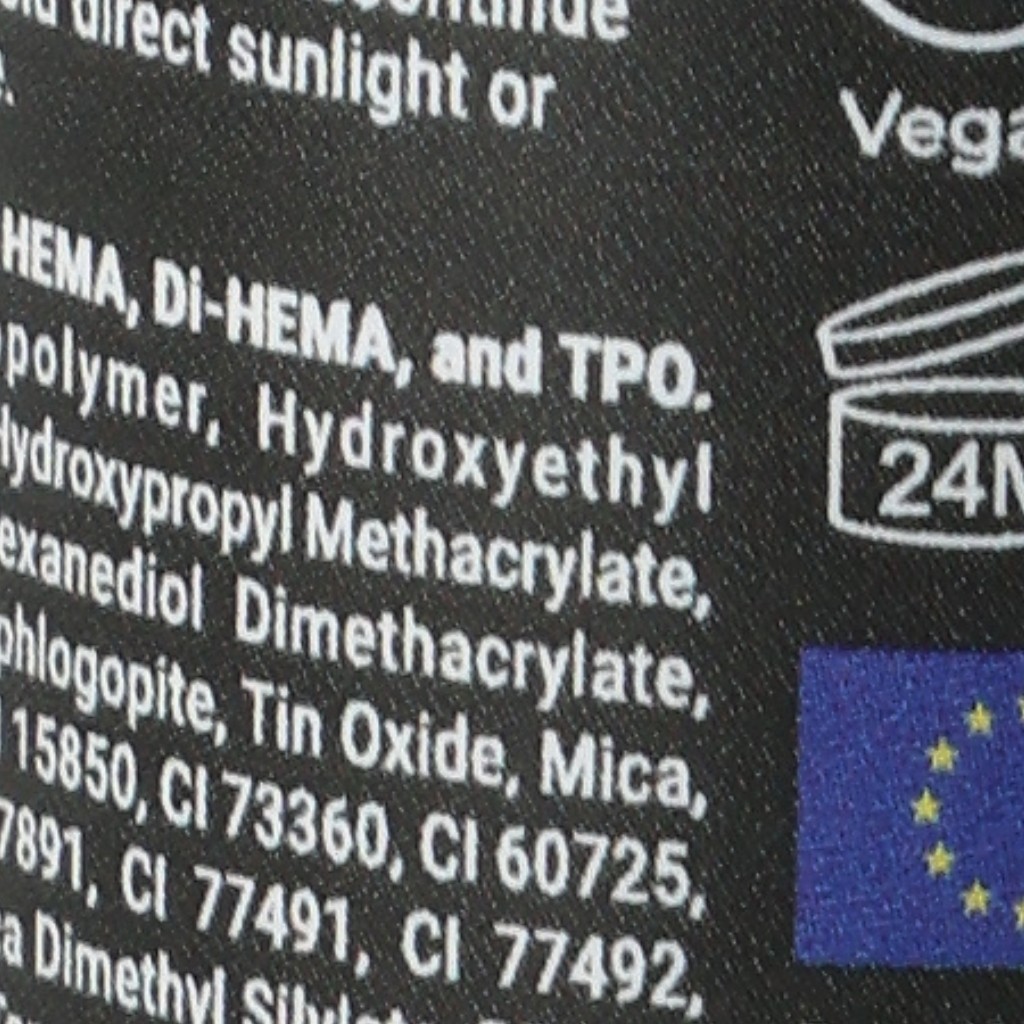 direct sunlight or
HEMA, Di-HEMA, and TPO.
polymer, Hydroxyethyl
Hydroxypropyl Methacrylate,
exanediol Dimethacrylate,
phlogopite, Tin Oxide, Mica,
15850, CI 73360, CI 60725,
7891, CI 77491, CI 77492,
Dimethyl
Vega
24M